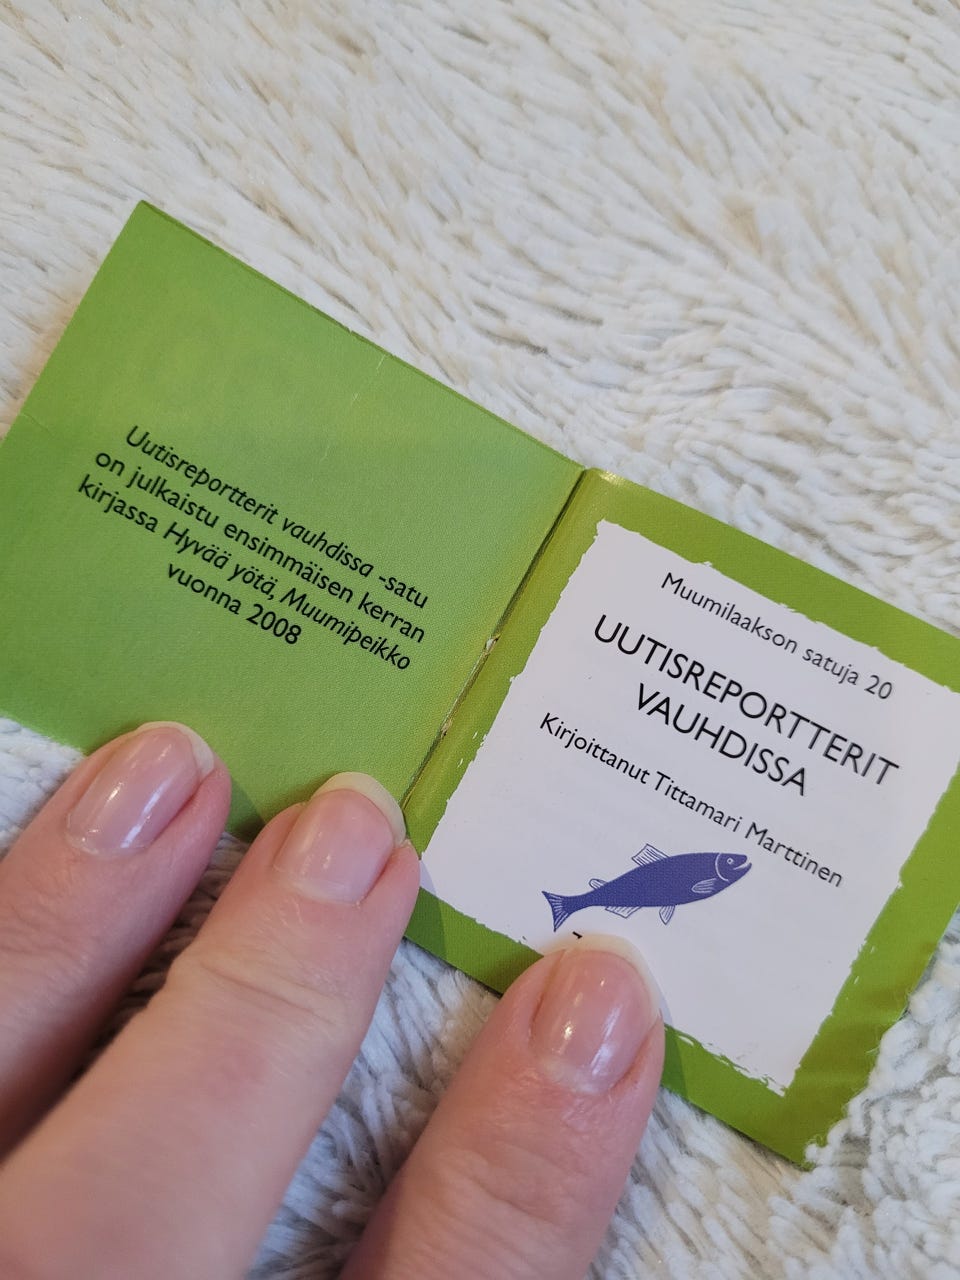 Uutisreportterit vauhdissa -satu
on julkaistu ensimmäisen kerran
kirjassa Hyvää yötä, Muumipeikko
vuonna 2008
Muumilaakson satuja 20
UUTISREPORTTERIT
VAUHDISSA
Kirjoittanut Tittamari Marttinen